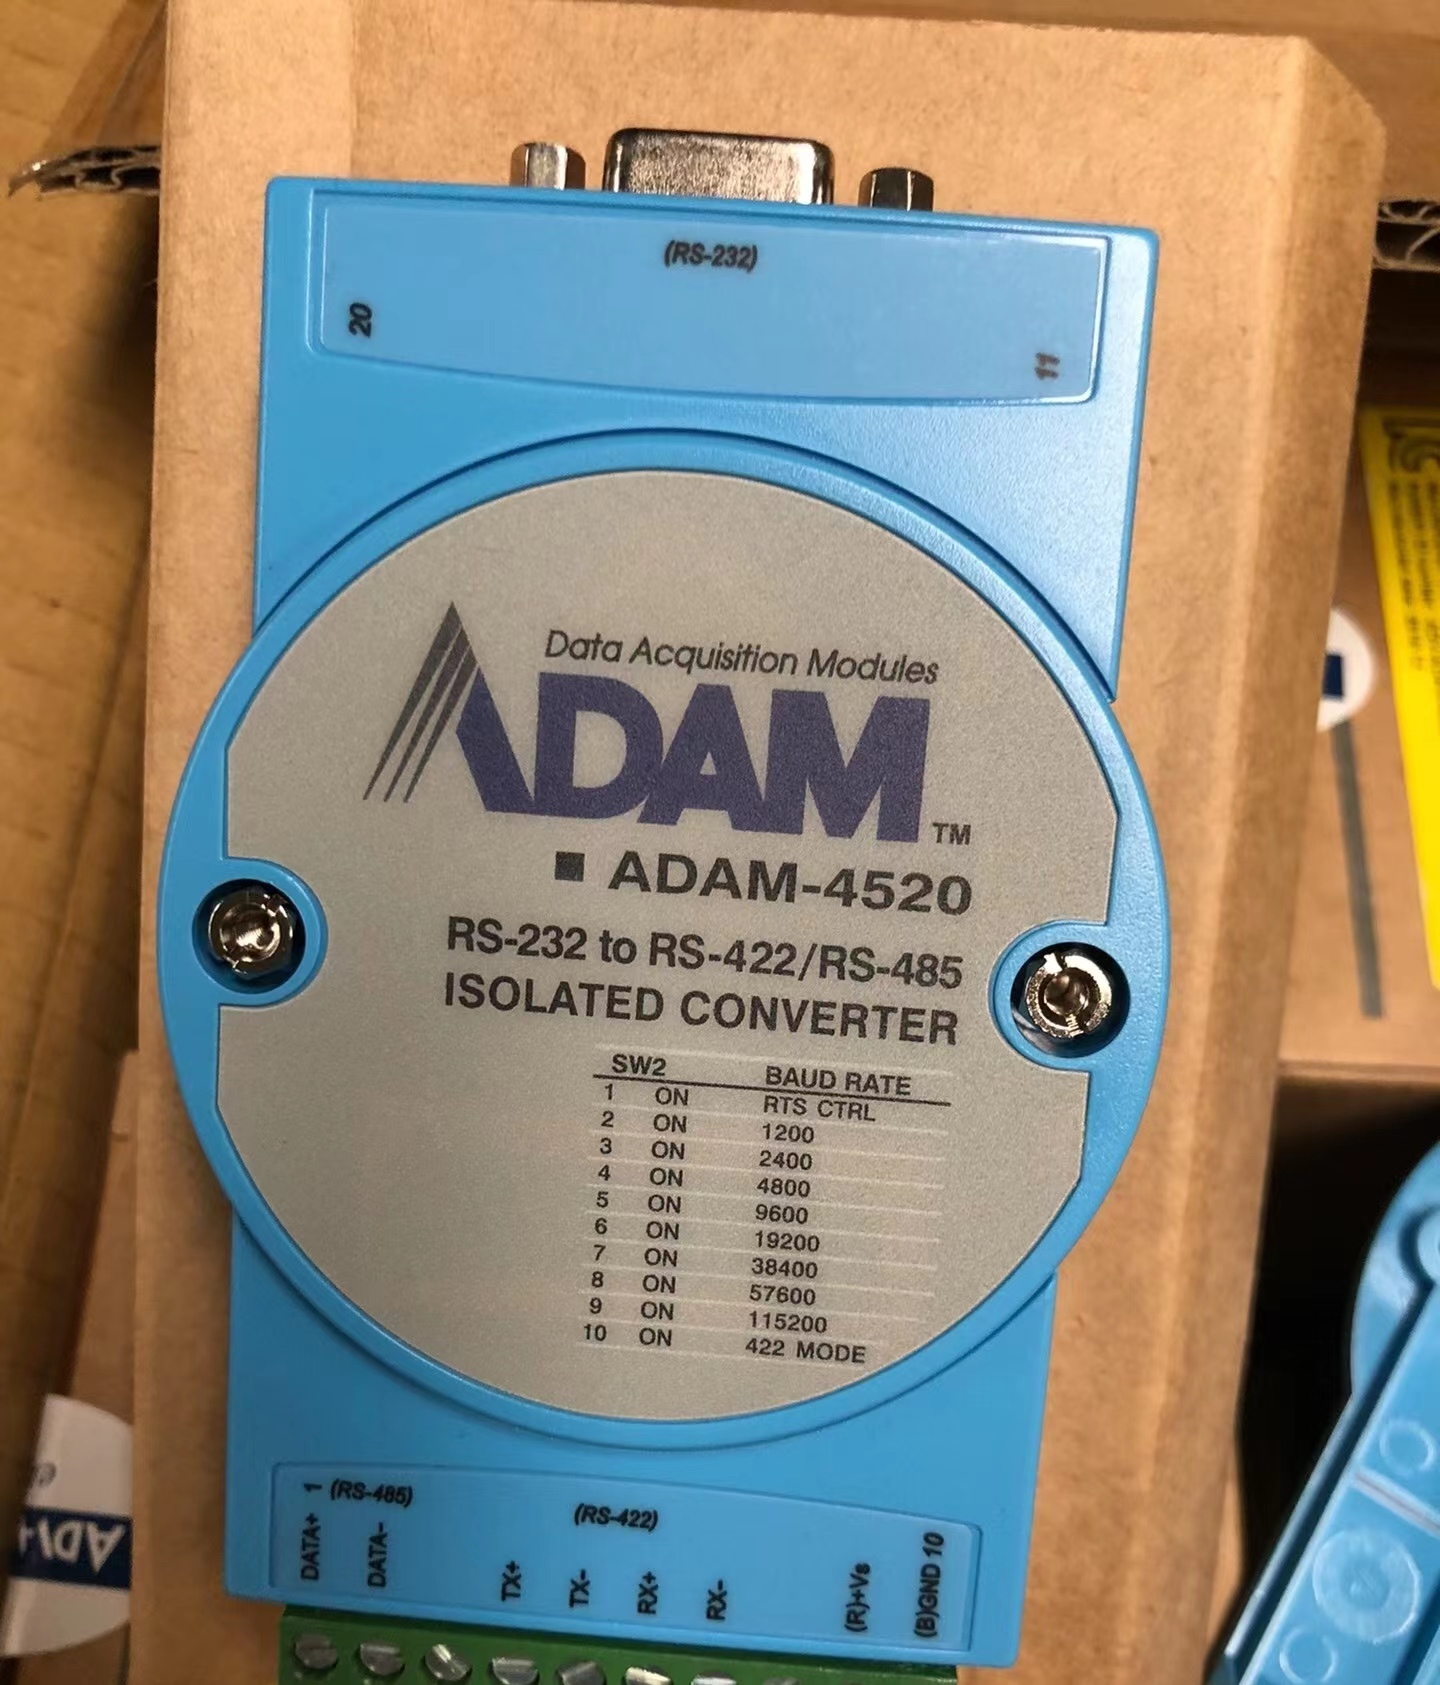 (RS-232)
20
11
Data Acquisition Modules
ADAM™
■ ADAM-4520
RS-232 to RS-422/RS-485
ISOLATED CONVERTER
SW2 BAUD RATE
1 ON RTS CTRL
2 ON 1200
3 ON 2400
4 ON 4800
5 ON 9600
6 ON 19200
7 ON 38400
8 ON 57600
9 ON 115200
10 ON 422 MODE
1 (RS-485) (RS-422)
DATA+
DATA-
TX+
TX-
RX+
RX-
(R)+Vs
(B)GND 10